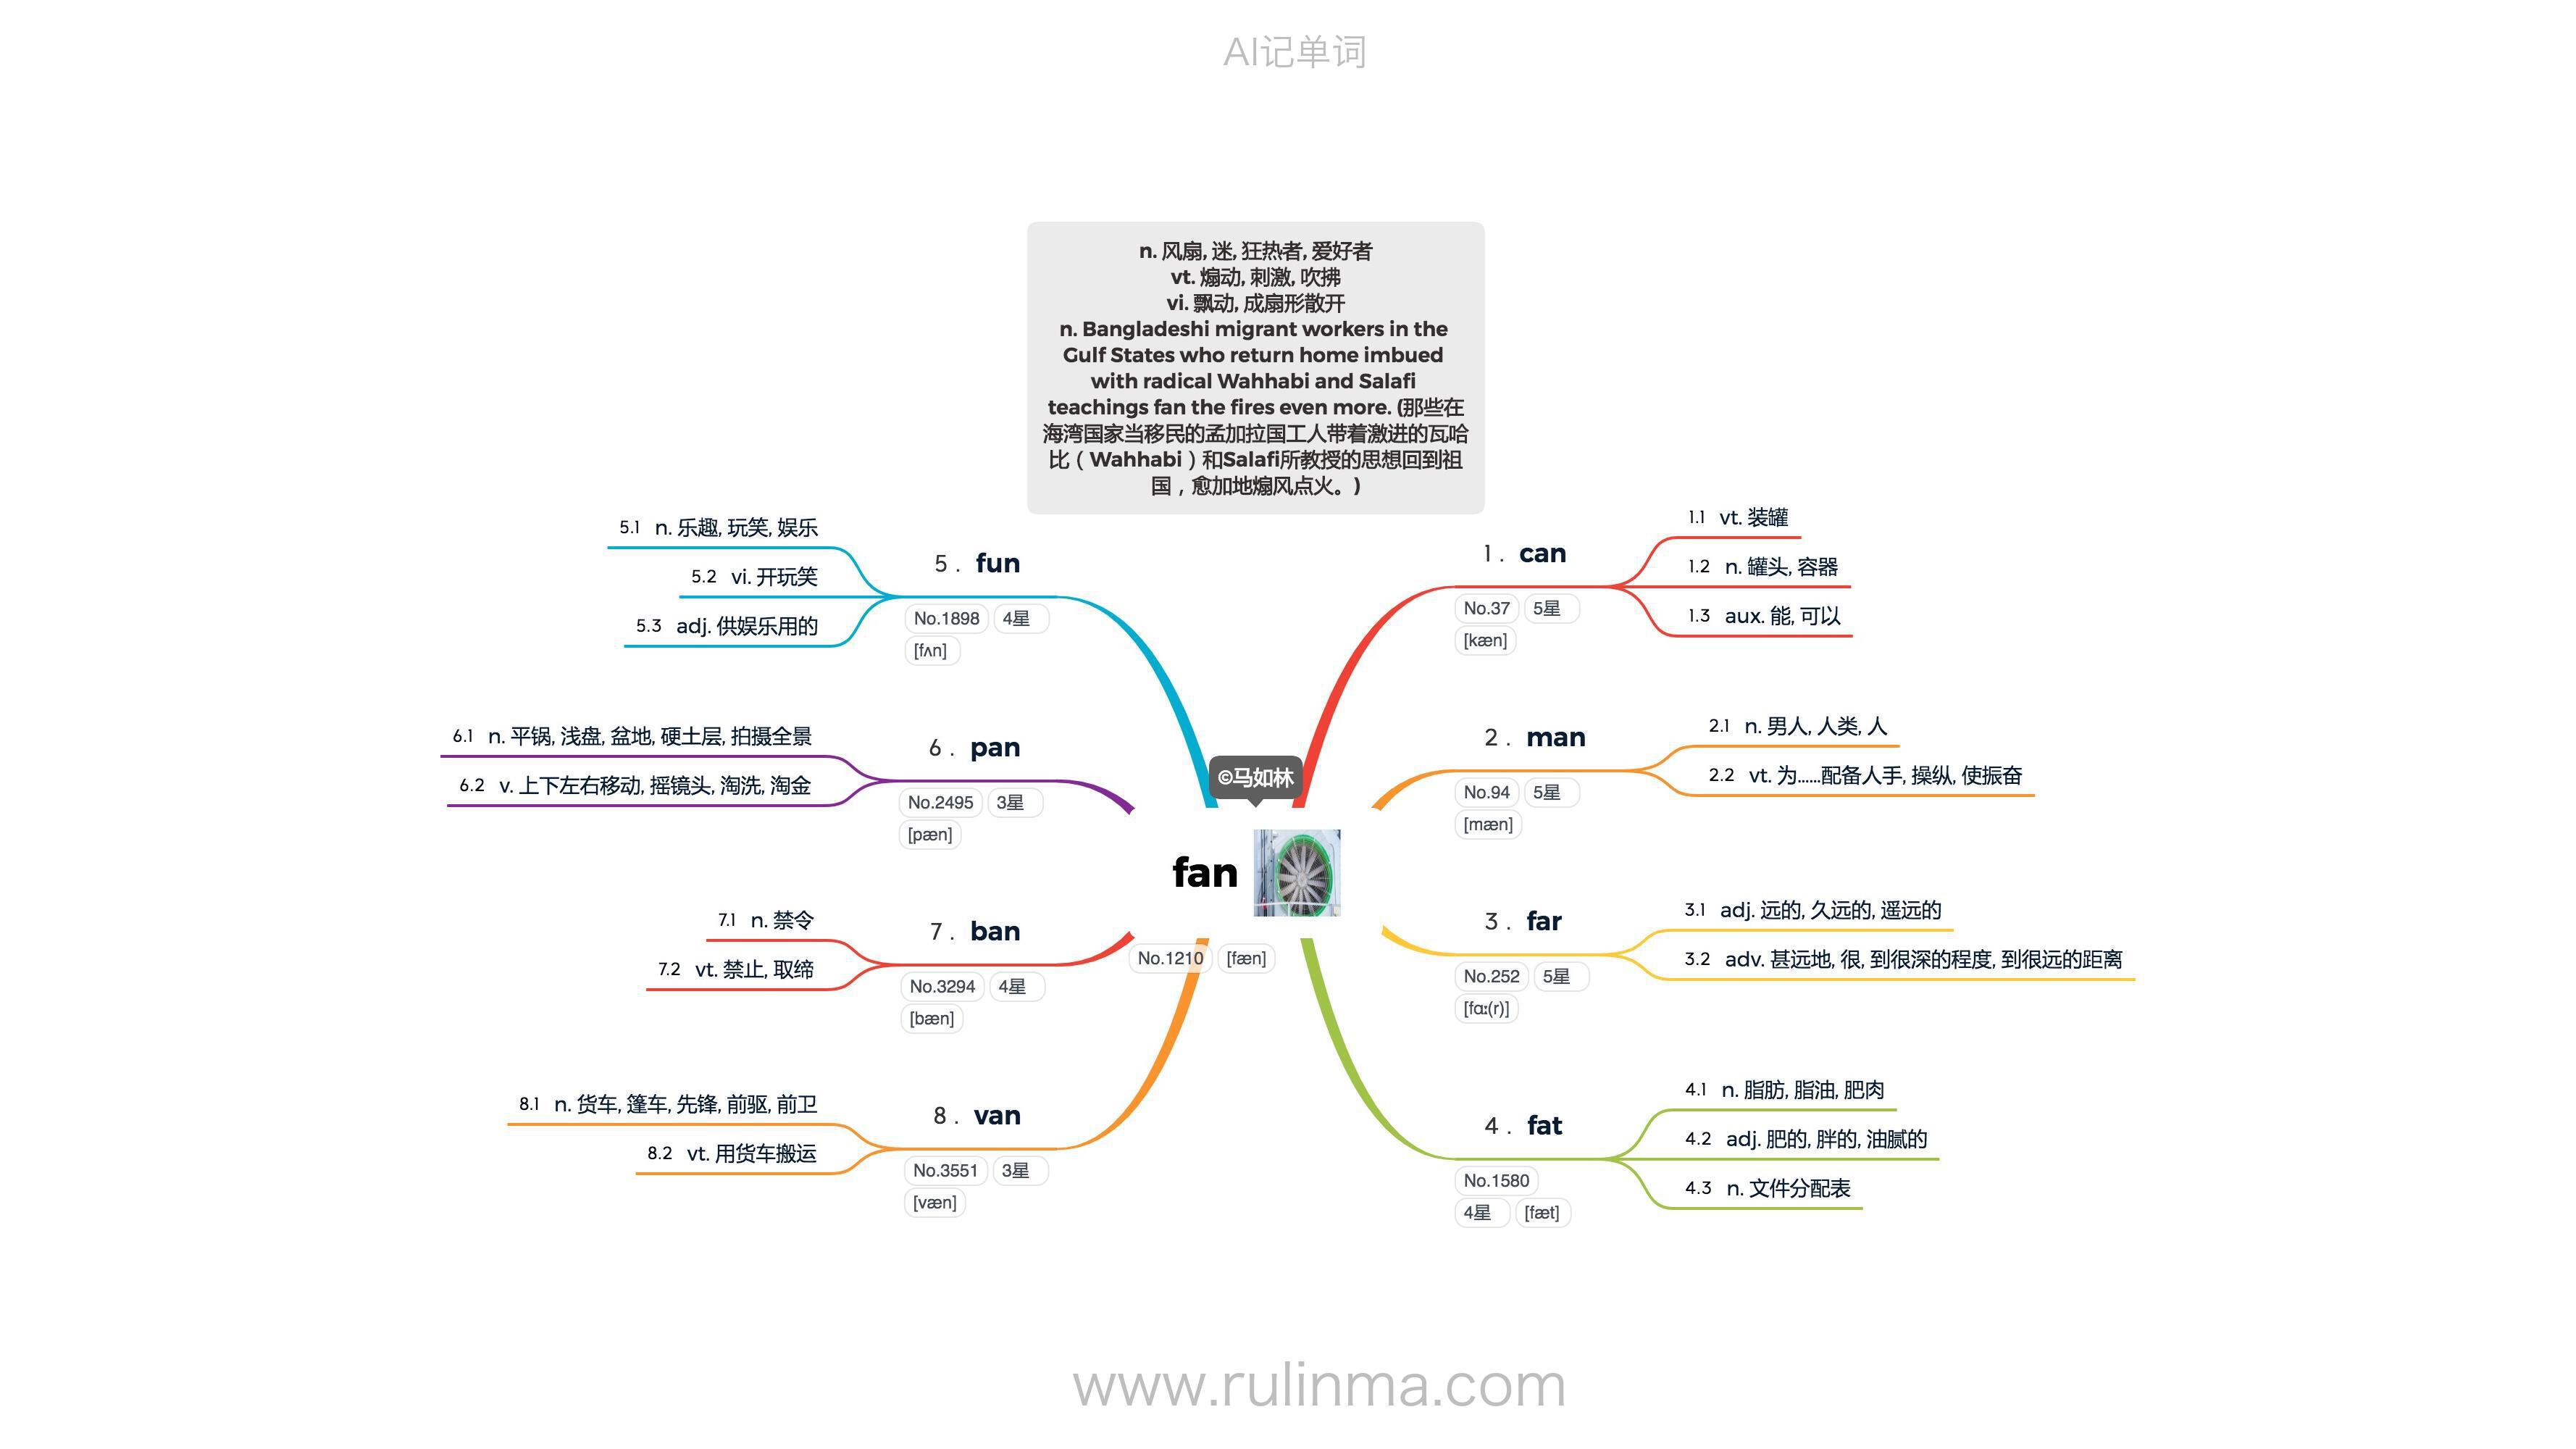 AI记单词
n. 风扇, 迷, 狂热者, 爱好者
vt. 煽动, 刺激, 吹拂
vi. 飘动, 成扇形散开
n. Bangladeshi migrant workers in the
Gulf States who return home imbued
with radical Wahhabi and Salafi
teachings fan the fires even more. (那些在
海湾国家当移民的孟加拉国工人带着激进的瓦哈
比（Wahhabi）和Salafi所教授的思想回到祖
国，愈加地煽风点火。)
©马如林
fan
No.1210 [fæn]
1. can
No.37 5星
[kæn]
1.1 vt. 装罐
1.2 n. 罐头, 容器
1.3 aux. 能, 可以
2. man
No.94 5星
[mæn]
2.1 n. 男人, 人类, 人
2.2 vt. 为……配备人手, 操纵, 使振奋
3. far
No.252 5星
[fɑː(r)]
3.1 adj. 远的, 久远的, 遥远的
3.2 adv. 甚远地, 很, 到很深的程度, 到很远的距离
4. fat
No.1580
4星 [fæt]
4.1 n. 脂肪, 脂油, 肥肉
4.2 adj. 肥的, 胖的, 油腻的
4.3 n. 文件分配表
5. fun
No.1898 4星
[fʌn]
5.1 n. 乐趣, 玩笑, 娱乐
5.2 vi. 开玩笑
5.3 adj. 供娱乐用的
6. pan
No.2495 3星
[pæn]
6.1 n. 平锅, 浅盘, 盆地, 硬土层, 拍摄全景
6.2 v. 上下左右移动, 摇镜头, 淘洗, 淘金
7. ban
No.3294 4星
[bæn]
7.1 n. 禁令
7.2 vt. 禁止, 取缔
8. van
No.3551 3星
[væn]
8.1 n. 货车, 篷车, 先锋, 前驱, 前卫
8.2 vt. 用货车搬运
www.rulinma.com